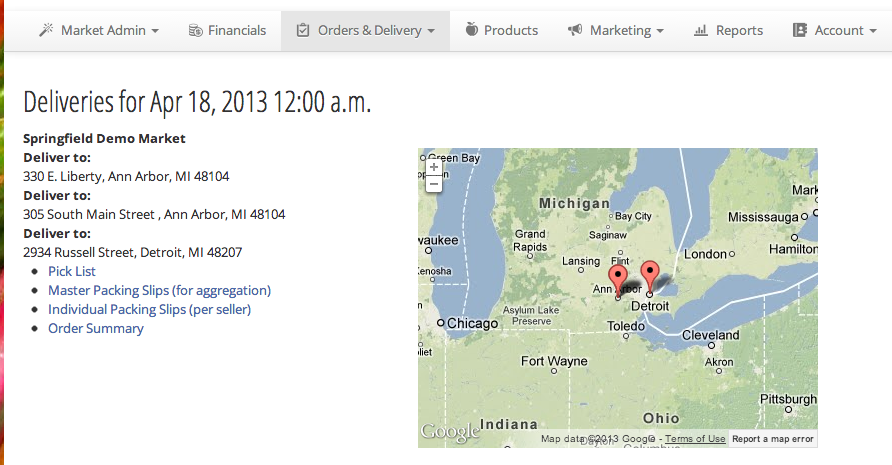 Market Admin
Financials
Orders & Delivery
Products
Marketing
Reports
Account
Deliveries for Apr 18, 2013 12:00 a.m.
Springfield Demo Market
Deliver to:
330 E. Liberty, Ann Arbor, MI 48104
Deliver to:
305 South Main Street , Ann Arbor, MI 48104
Deliver to:
2934 Russell Street, Detroit, MI 48207
Pick List
Master Packing Slips (for aggregation)
Individual Packing Slips (per seller)
Order Summary
Green Bay
+
−
Michigan
Mark
Bay City
Mississauga
Saginaw
Grand
Rapids
waukee
Hamilton
London
Lansing
Flint
Kenosha
Ann Arbor
Detroit
Asylum Lake
Preserve
Chicago
Toledo
Cleveland
liet
Fort Wayne
Akron
Pittsburgh
Ohio
Indiana
Google
Map data ©2013 Google - Terms of Use
Report a map error
Dayton
Columbus